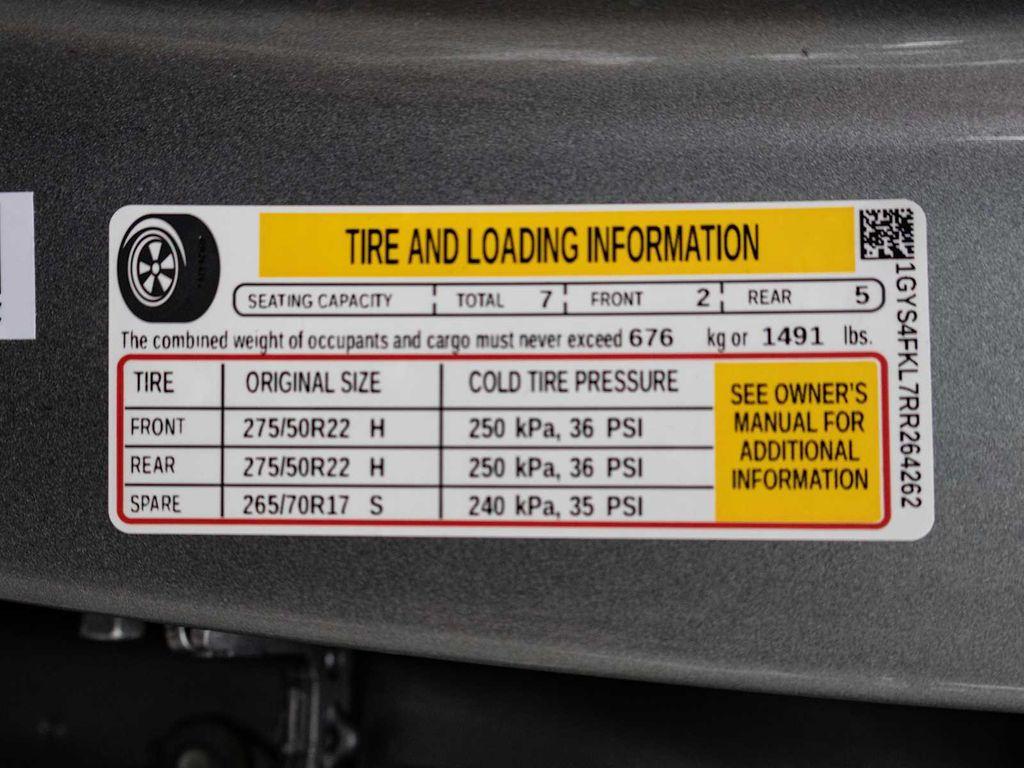 TIRE AND LOADING INFORMATION
SEATING CAPACITY TOTAL 7 FRONT 2 REAR 5
The combined weight of occupants and cargo must never exceed 676 kg or 1491 lbs.
TIRE ORIGINAL SIZE COLD TIRE PRESSURE
FRONT 275/50R22 H 250 kPa, 36 PSI
REAR 275/50R22 H 250 kPa, 36 PSI
SPARE 265/70R17 S 240 kPa, 35 PSI
SEE OWNER'S
MANUAL FOR
ADDITIONAL
INFORMATION
1GYS4FKL7RR264262